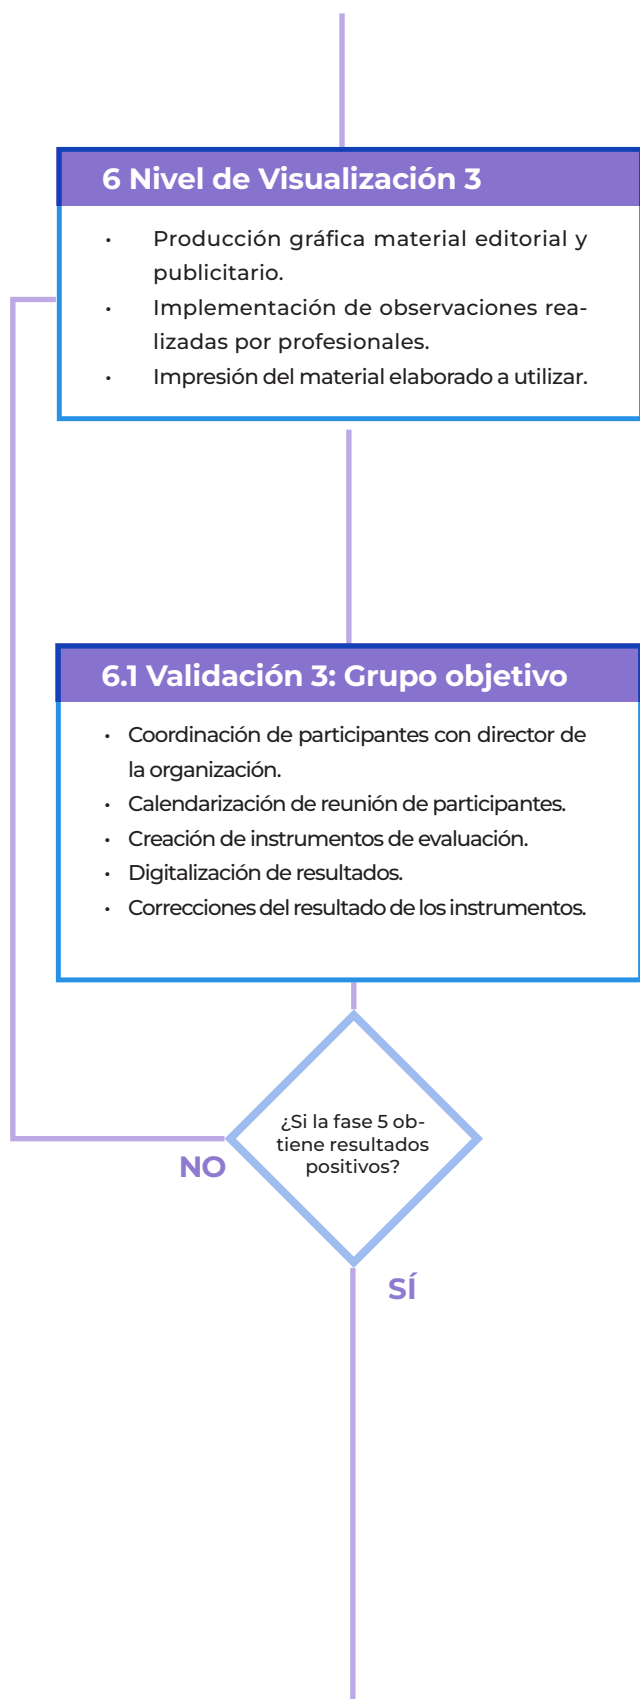 6 Nivel de Visualización 3
• Producción gráfica material editorial y
publicitario.
• Implementación de observaciones rea-
lizadas por profesionales.
• Impresión del material elaborado a utilizar.
6.1 Validación 3: Grupo objetivo
• Coordinación de participantes con director de
la organización.
• Calendarización de reunión de participantes.
• Creación de instrumentos de evaluación.
• Digitalización de resultados.
• Correcciones del resultado de los instrumentos.
¿Si la fase 5 ob-
tiene resultados
positivos?
NO
SÍ